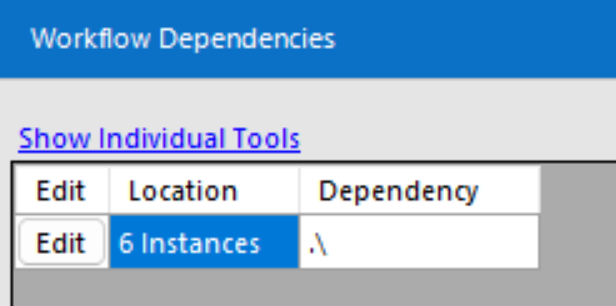 Workflow Dependencies
Show Individual Tools
Edit Location Dependency
Edit 6 Instances .\